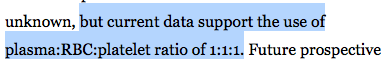 unknown, but current data support the use of
plasma:RBC:platelet ratio of 1:1:1. Future prospective